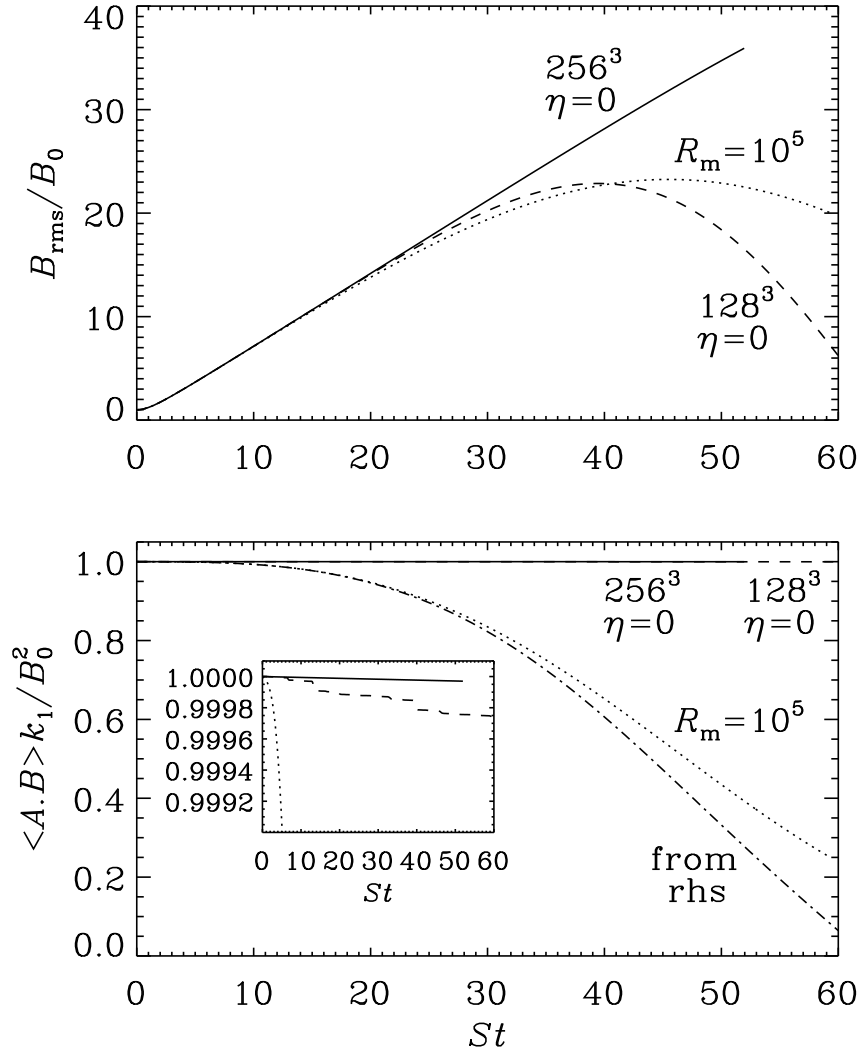 40
30
20
10
0
B_rms/B_0
256³
η=0
R_m=10⁵
128³
η=0
0 10 20 30 40 50 60
1.0
0.8
0.6
0.4
0.2
0.0
<A.B>k_1/B_0²
256³ 128³
η=0 η=0
R_m=10⁵
from
rhs
1.0000
0.9998
0.9996
0.9994
0.9992
0 10 20 30 40 50 60
St
0 10 20 30 40 50 60
St